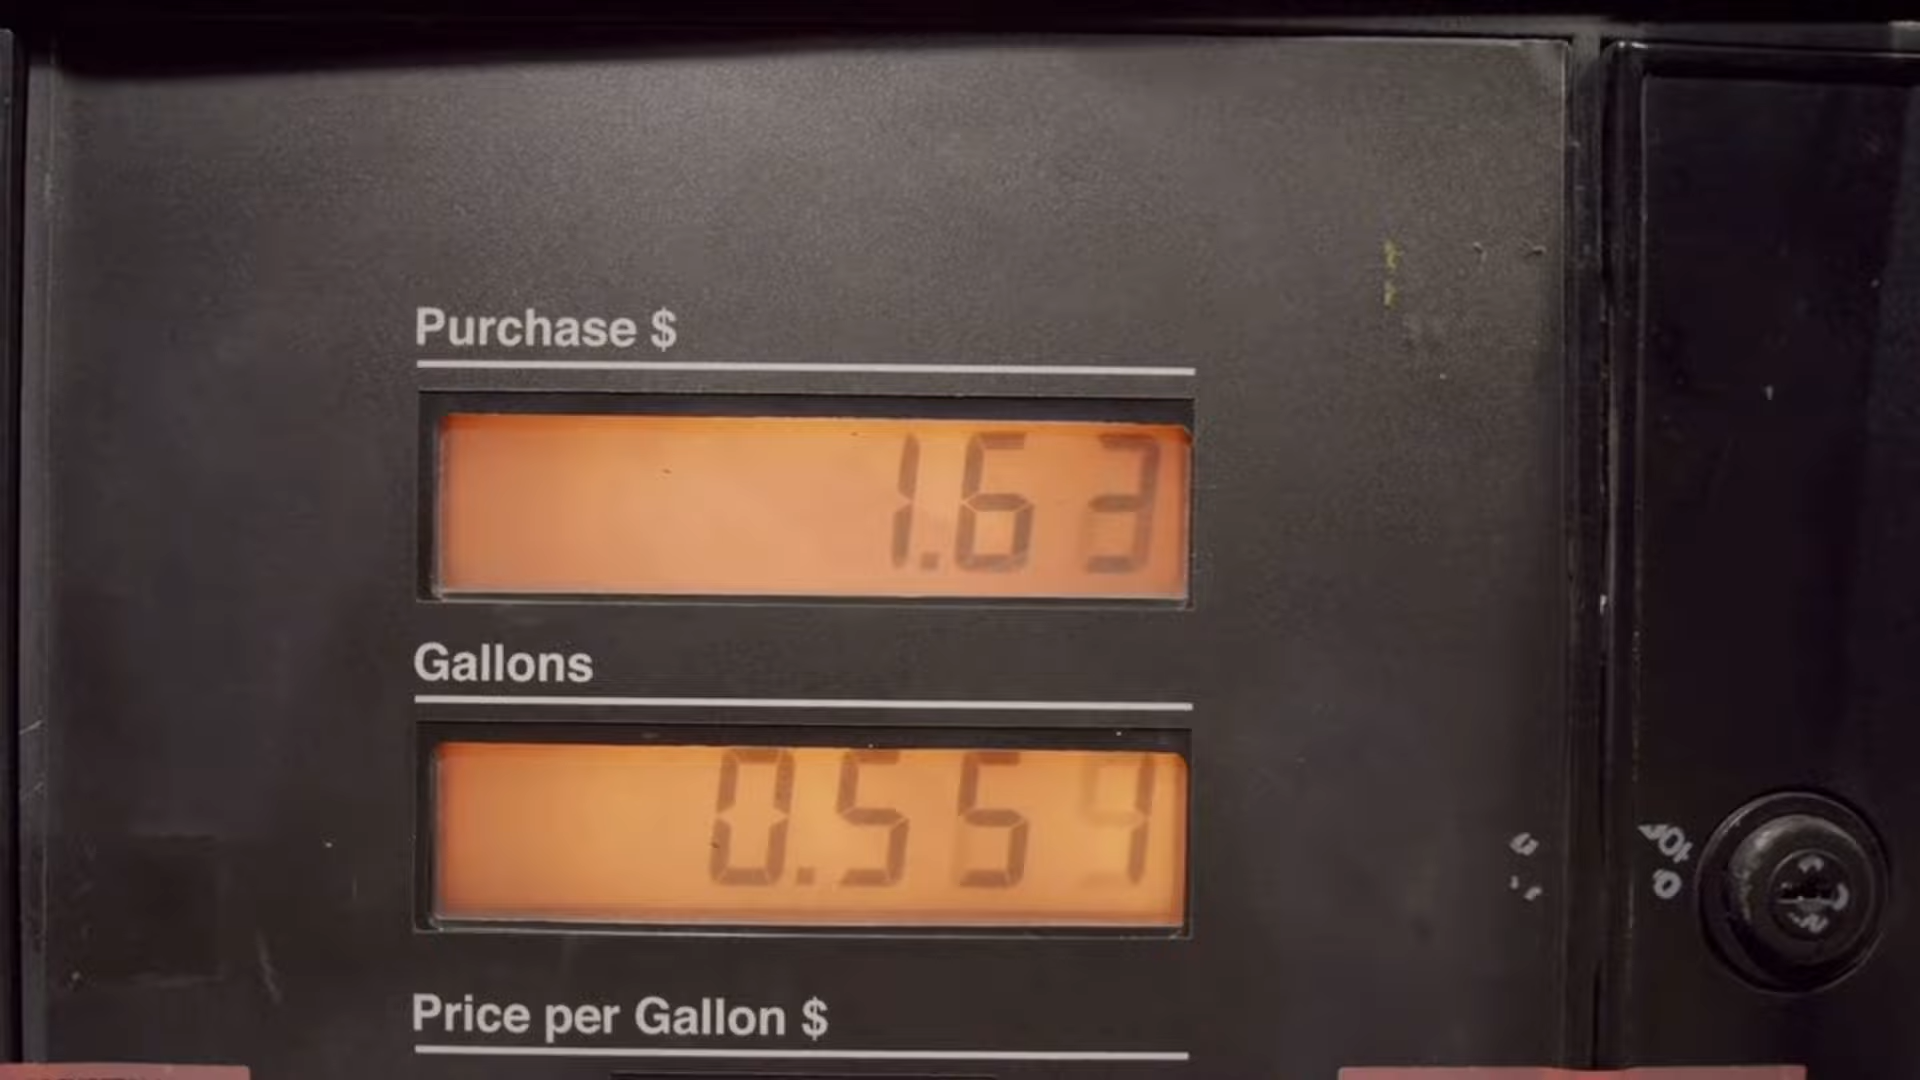 Purchase $
1.63
Gallons
0.559
Price per Gallon $